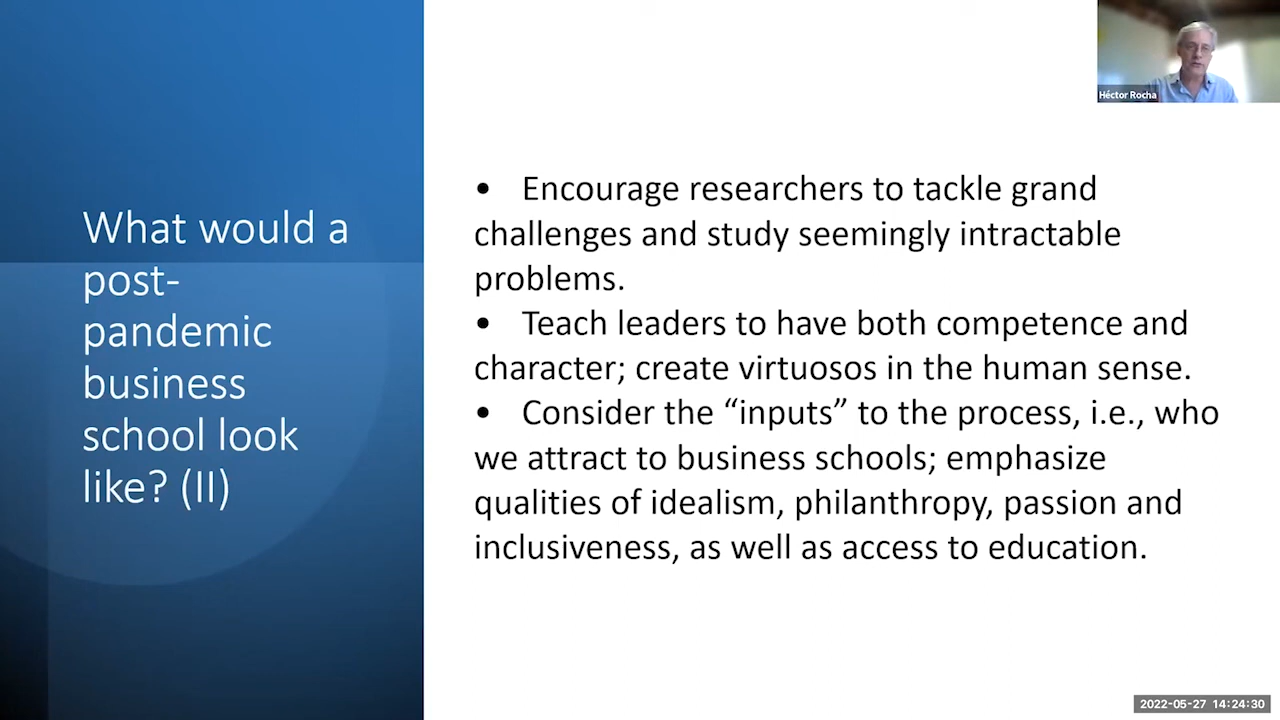 What would a
post-
pandemic
business
school look
like? (II)
• Encourage researchers to tackle grand
challenges and study seemingly intractable
problems.
• Teach leaders to have both competence and
character; create virtuosos in the human sense.
• Consider the “inputs” to the process, i.e., who
we attract to business schools; emphasize
qualities of idealism, philanthropy, passion and
inclusiveness, as well as access to education.
Héctor Rocha
2022-05-27 14:24:30